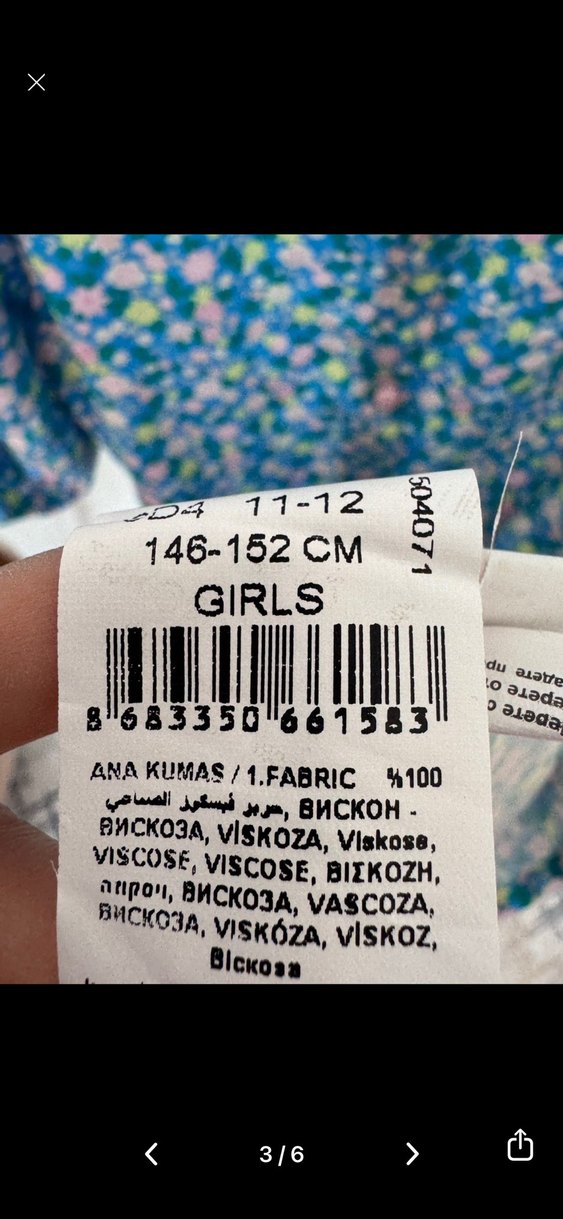 11-12
504071
146-152 CM
GIRLS
8 683350 661583
ANA KUMAS / 1.FABRIC %100
حرير فيسكوز الصناعي, ВИСКОН -
ВИСКОЗА, VİSKOZA, Viskose,
VISCOSE, VISCOSE, ΒΙΣΚΟΖΗ,
ויסקוזה, ВИСКОЗА, VASCOZA,
ВИСКОЗА, VISKÓZA, VİSKOZ,
Віскоза
3 / 6